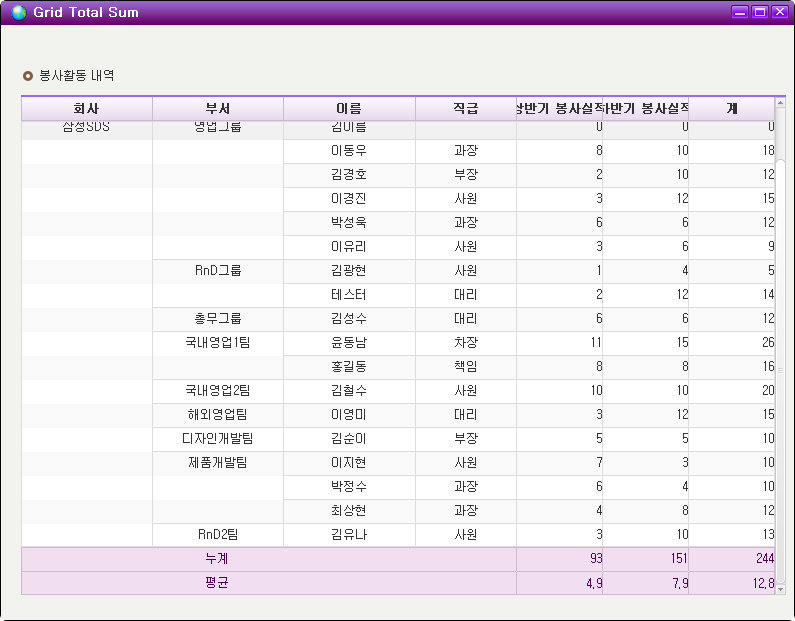 Grid Total Sum
봉사활동 내역
회사 부서 이름 직급 상반기 봉사실적 하반기 봉사실적 계
삼성SDS 영업그룹 김이름 0 0 0
이동우 과장 8 10 18
김경호 부장 2 10 12
이경진 사원 3 12 15
박성욱 과장 6 6 12
이유리 사원 3 6 9
RnD그룹 김광현 사원 1 4 5
테스터 대리 2 12 14
총무그룹 김성수 대리 6 6 12
국내영업1팀 윤동남 차장 11 15 26
홍길동 책임 8 8 16
국내영업2팀 김철수 사원 10 10 20
해외영업팀 이영미 대리 3 12 15
디자인개발팀 김순이 부장 5 5 10
제품개발팀 이지현 사원 7 3 10
박정수 과장 6 4 10
최상현 과장 4 8 12
RnD2팀 김유나 사원 3 10 13
누계 93 151 244
평균 4,9 7,9 12,8